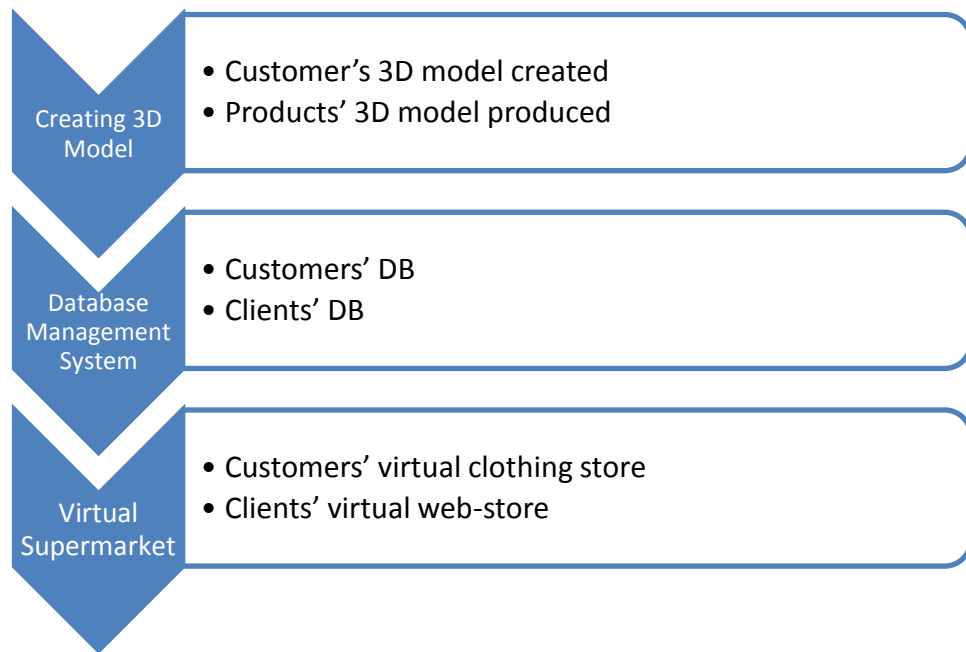 Creating 3D
Model
• Customer’s 3D model created
• Products’ 3D model produced
Database
Management
System
• Customers’ DB
• Clients’ DB
Virtual
Supermarket
• Customers’ virtual clothing store
• Clients’ virtual web-store